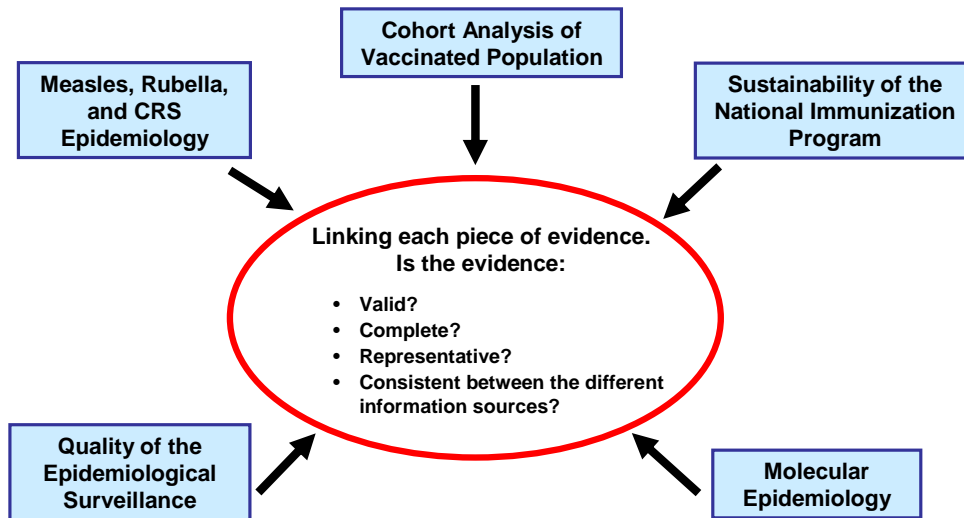 Cohort Analysis of
Vaccinated Population
Measles, Rubella,
and CRS
Epidemiology
Sustainability of the
National Immunization
Program
Linking each piece of evidence.
Is the evidence:
• Valid?
• Complete?
• Representative?
• Consistent between the different
information sources?
Quality of the
Epidemiological
Surveillance
Molecular
Epidemiology